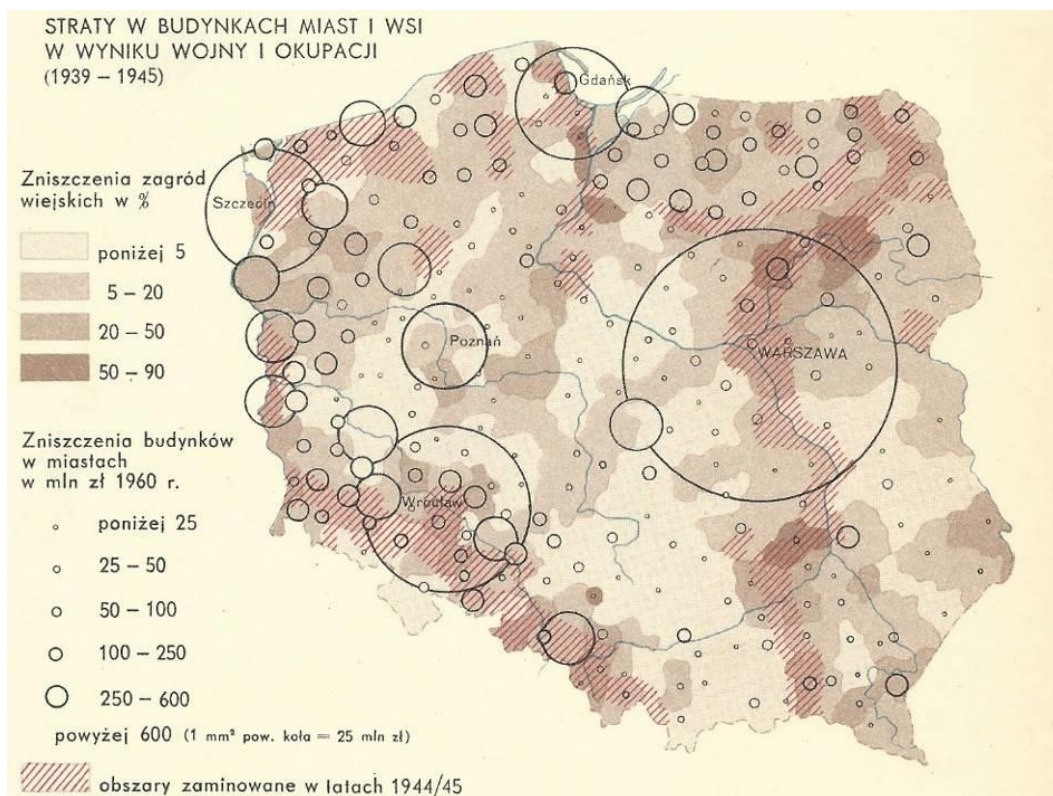 STRATY W BUDYNKACH MIAST I WSI
W WYNIKU WOJNY I OKUPACJI
(1939 – 1945)
Gdańsk
Zniszczenia zagród
wiejskich w %
Szczecin
poniżej 5
5 – 20
20 – 50
50 – 90
Poznań
WARSZAWA
Zniszczenia budynków
w miastach
w mln zł 1960 r.
Wrocław
poniżej 25
25 – 50
50 – 100
100 – 250
250 – 600
powyżej 600 (1 mm² pow. koła = 25 mln zł)
obszary zaminowane w latach 1944/45